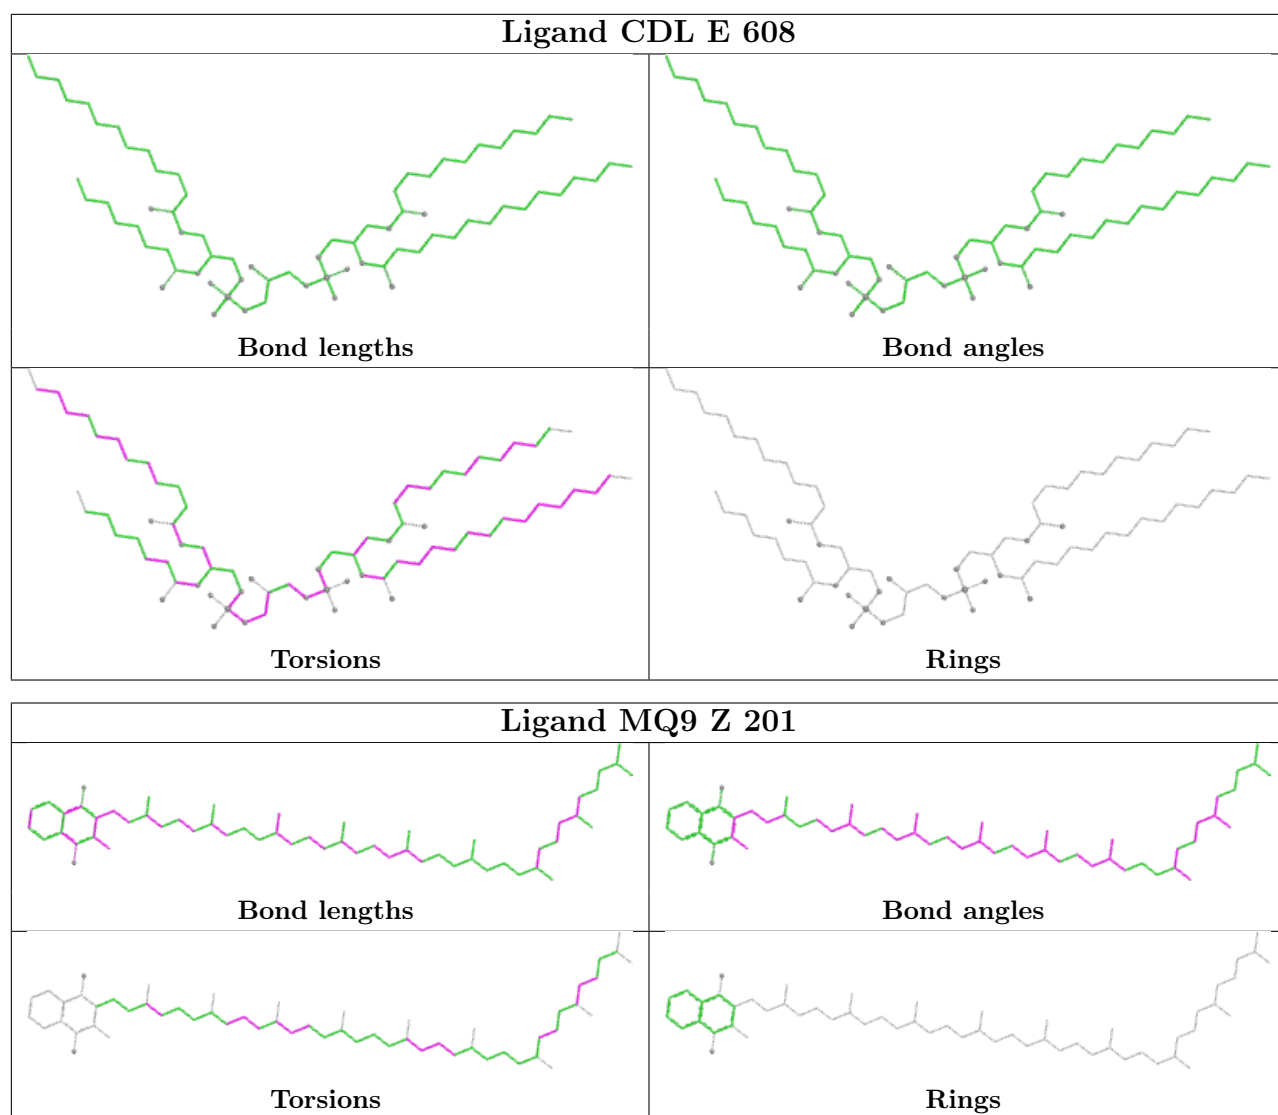 Ligand CDL E 608
Bond lengths
Bond angles
Torsions
Rings
Ligand MQ9 Z 201
Bond lengths
Bond angles
Torsions
Rings